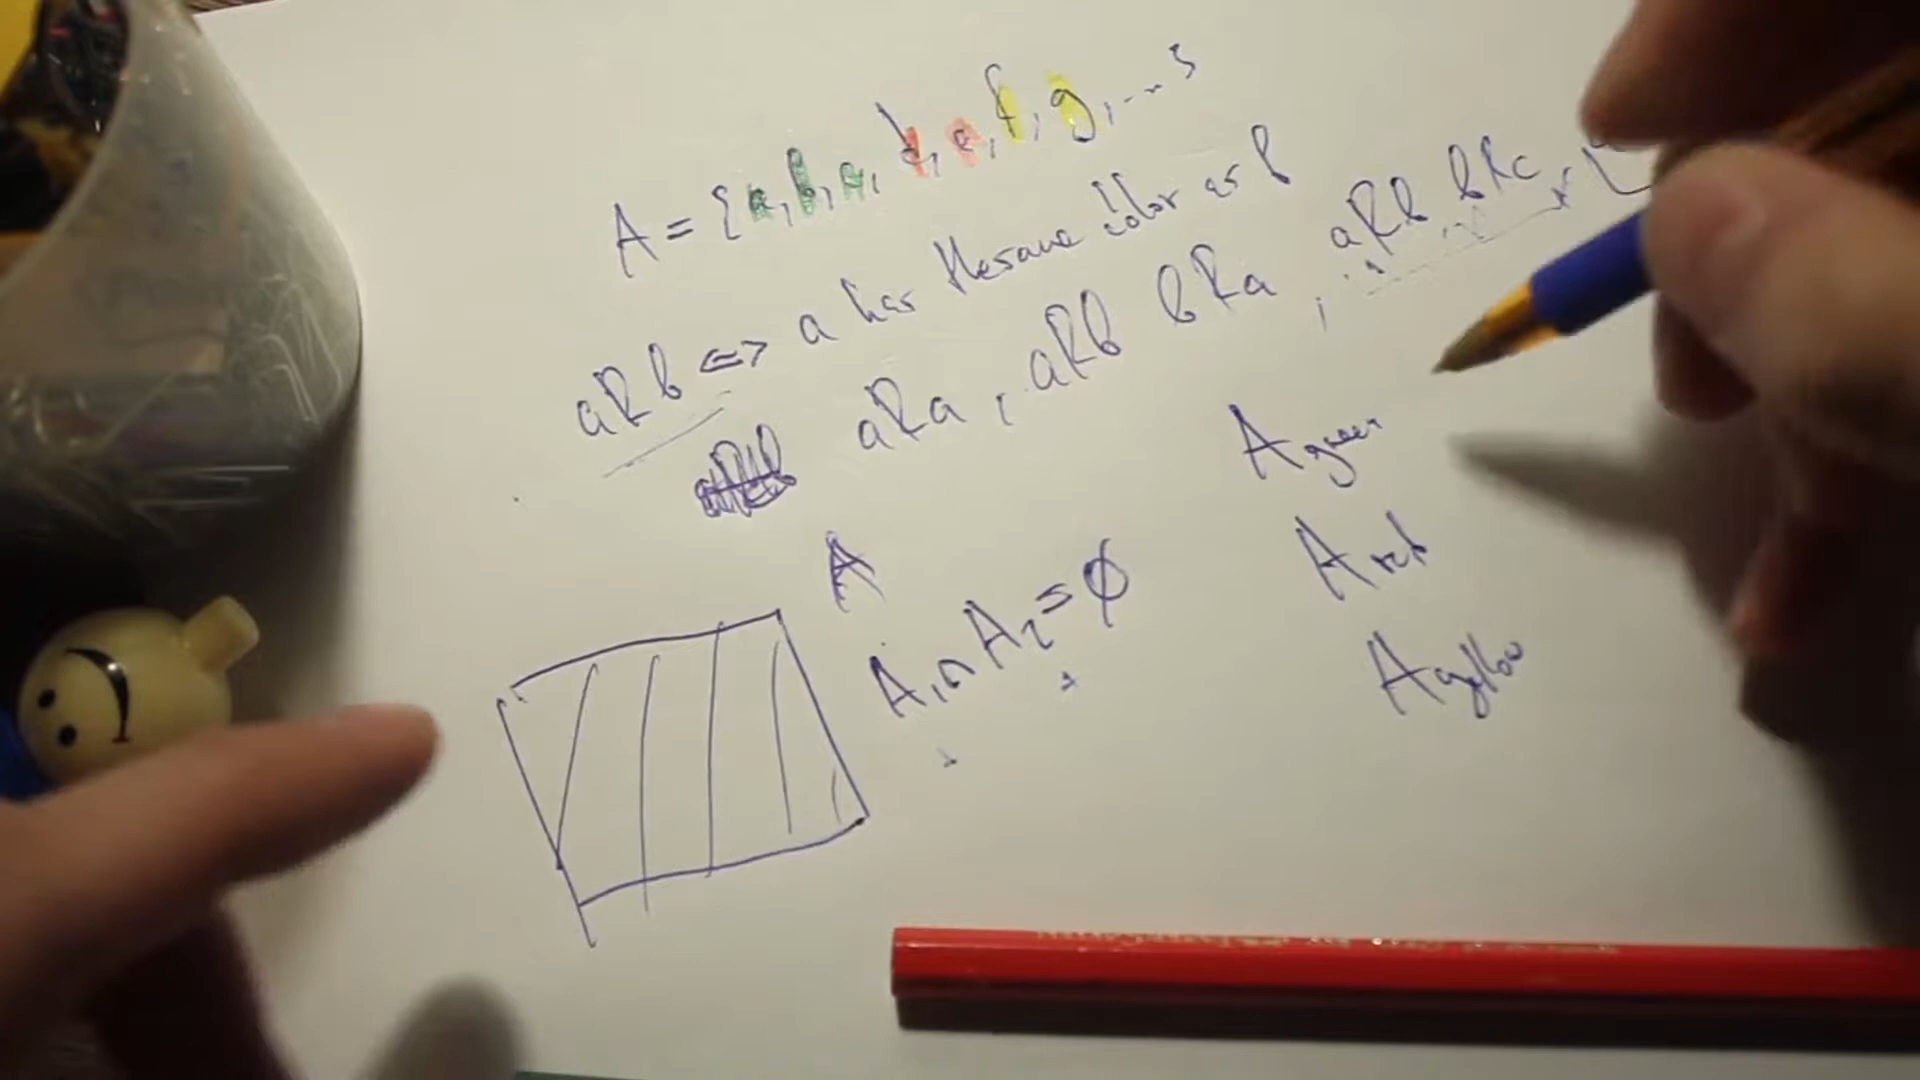 A = {a, b, c, d, e, f, g, ... }
aRb <=> a has the same color as b
aRa, aRb bRa, aRb bRc
A
A green
A₁ ∩ A₂ = ∅
A red
A yellow